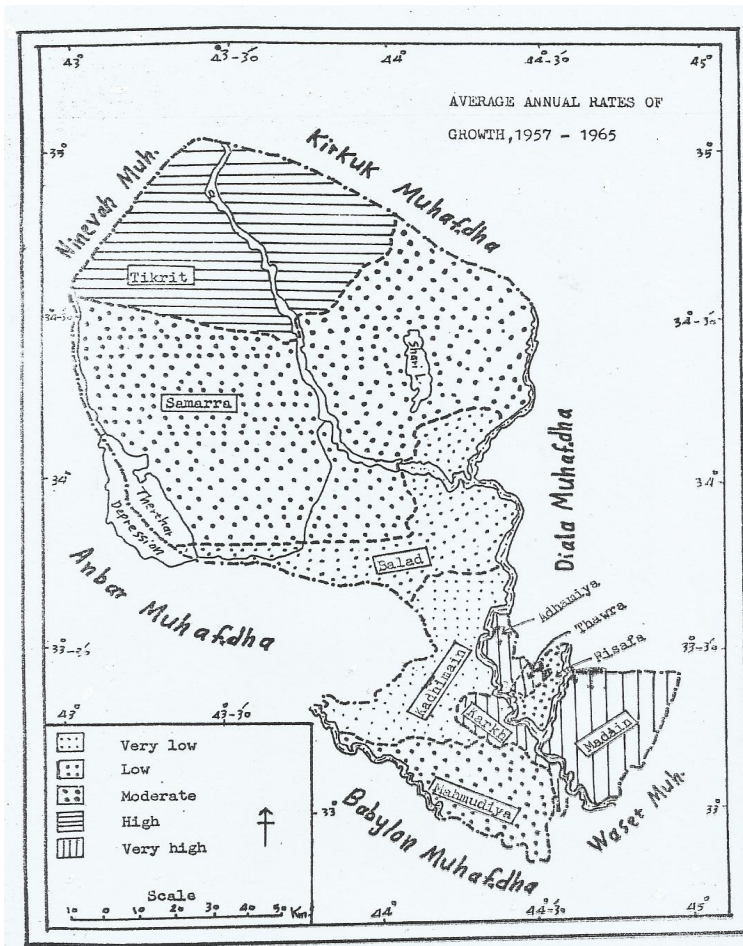 43°
43-30'
44°
44-30'
45°
AVERAGE ANNUAL RATES OF
GROWTH,1957 - 1965
35°
35°
Ninevah Muh.
Kirkuk Muhafdha
Tikrit
34-30'
34-30'
Shari L.
Samarra
34°
34°
Tharthar
Depression
Diala Muhafdha
Balad
Anbar Muhafdha
Adhamiya
Thawra
Risafa
33-30'
33-30'
Kadhimain
Karkh
Madain
43°
43-30'
Mahmudiya
Very low
Low
Moderate
High
Very high
33°
33°
Babylon Muhafdha
Waset Muh.
Scale
10 0 10 20 30 40 50 Km.
44°
44-30'
45°